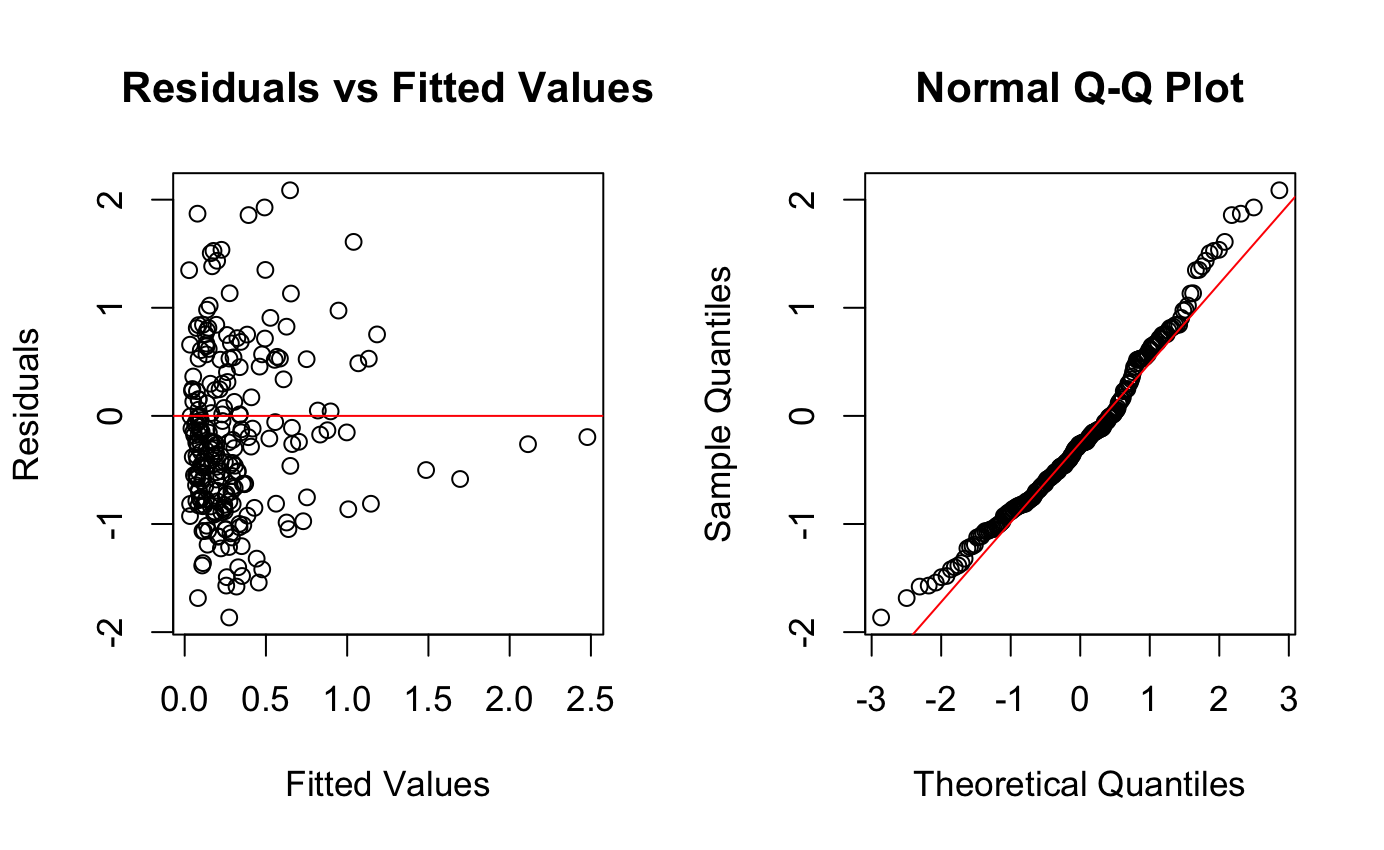 Residuals vs Fitted Values
Residuals
2
1
0
-1
-2
0.0 0.5 1.0 1.5 2.0 2.5
Fitted Values
Normal Q-Q Plot
Sample Quantiles
2
1
0
-1
-2
-3 -2 -1 0 1 2 3
Theoretical Quantiles